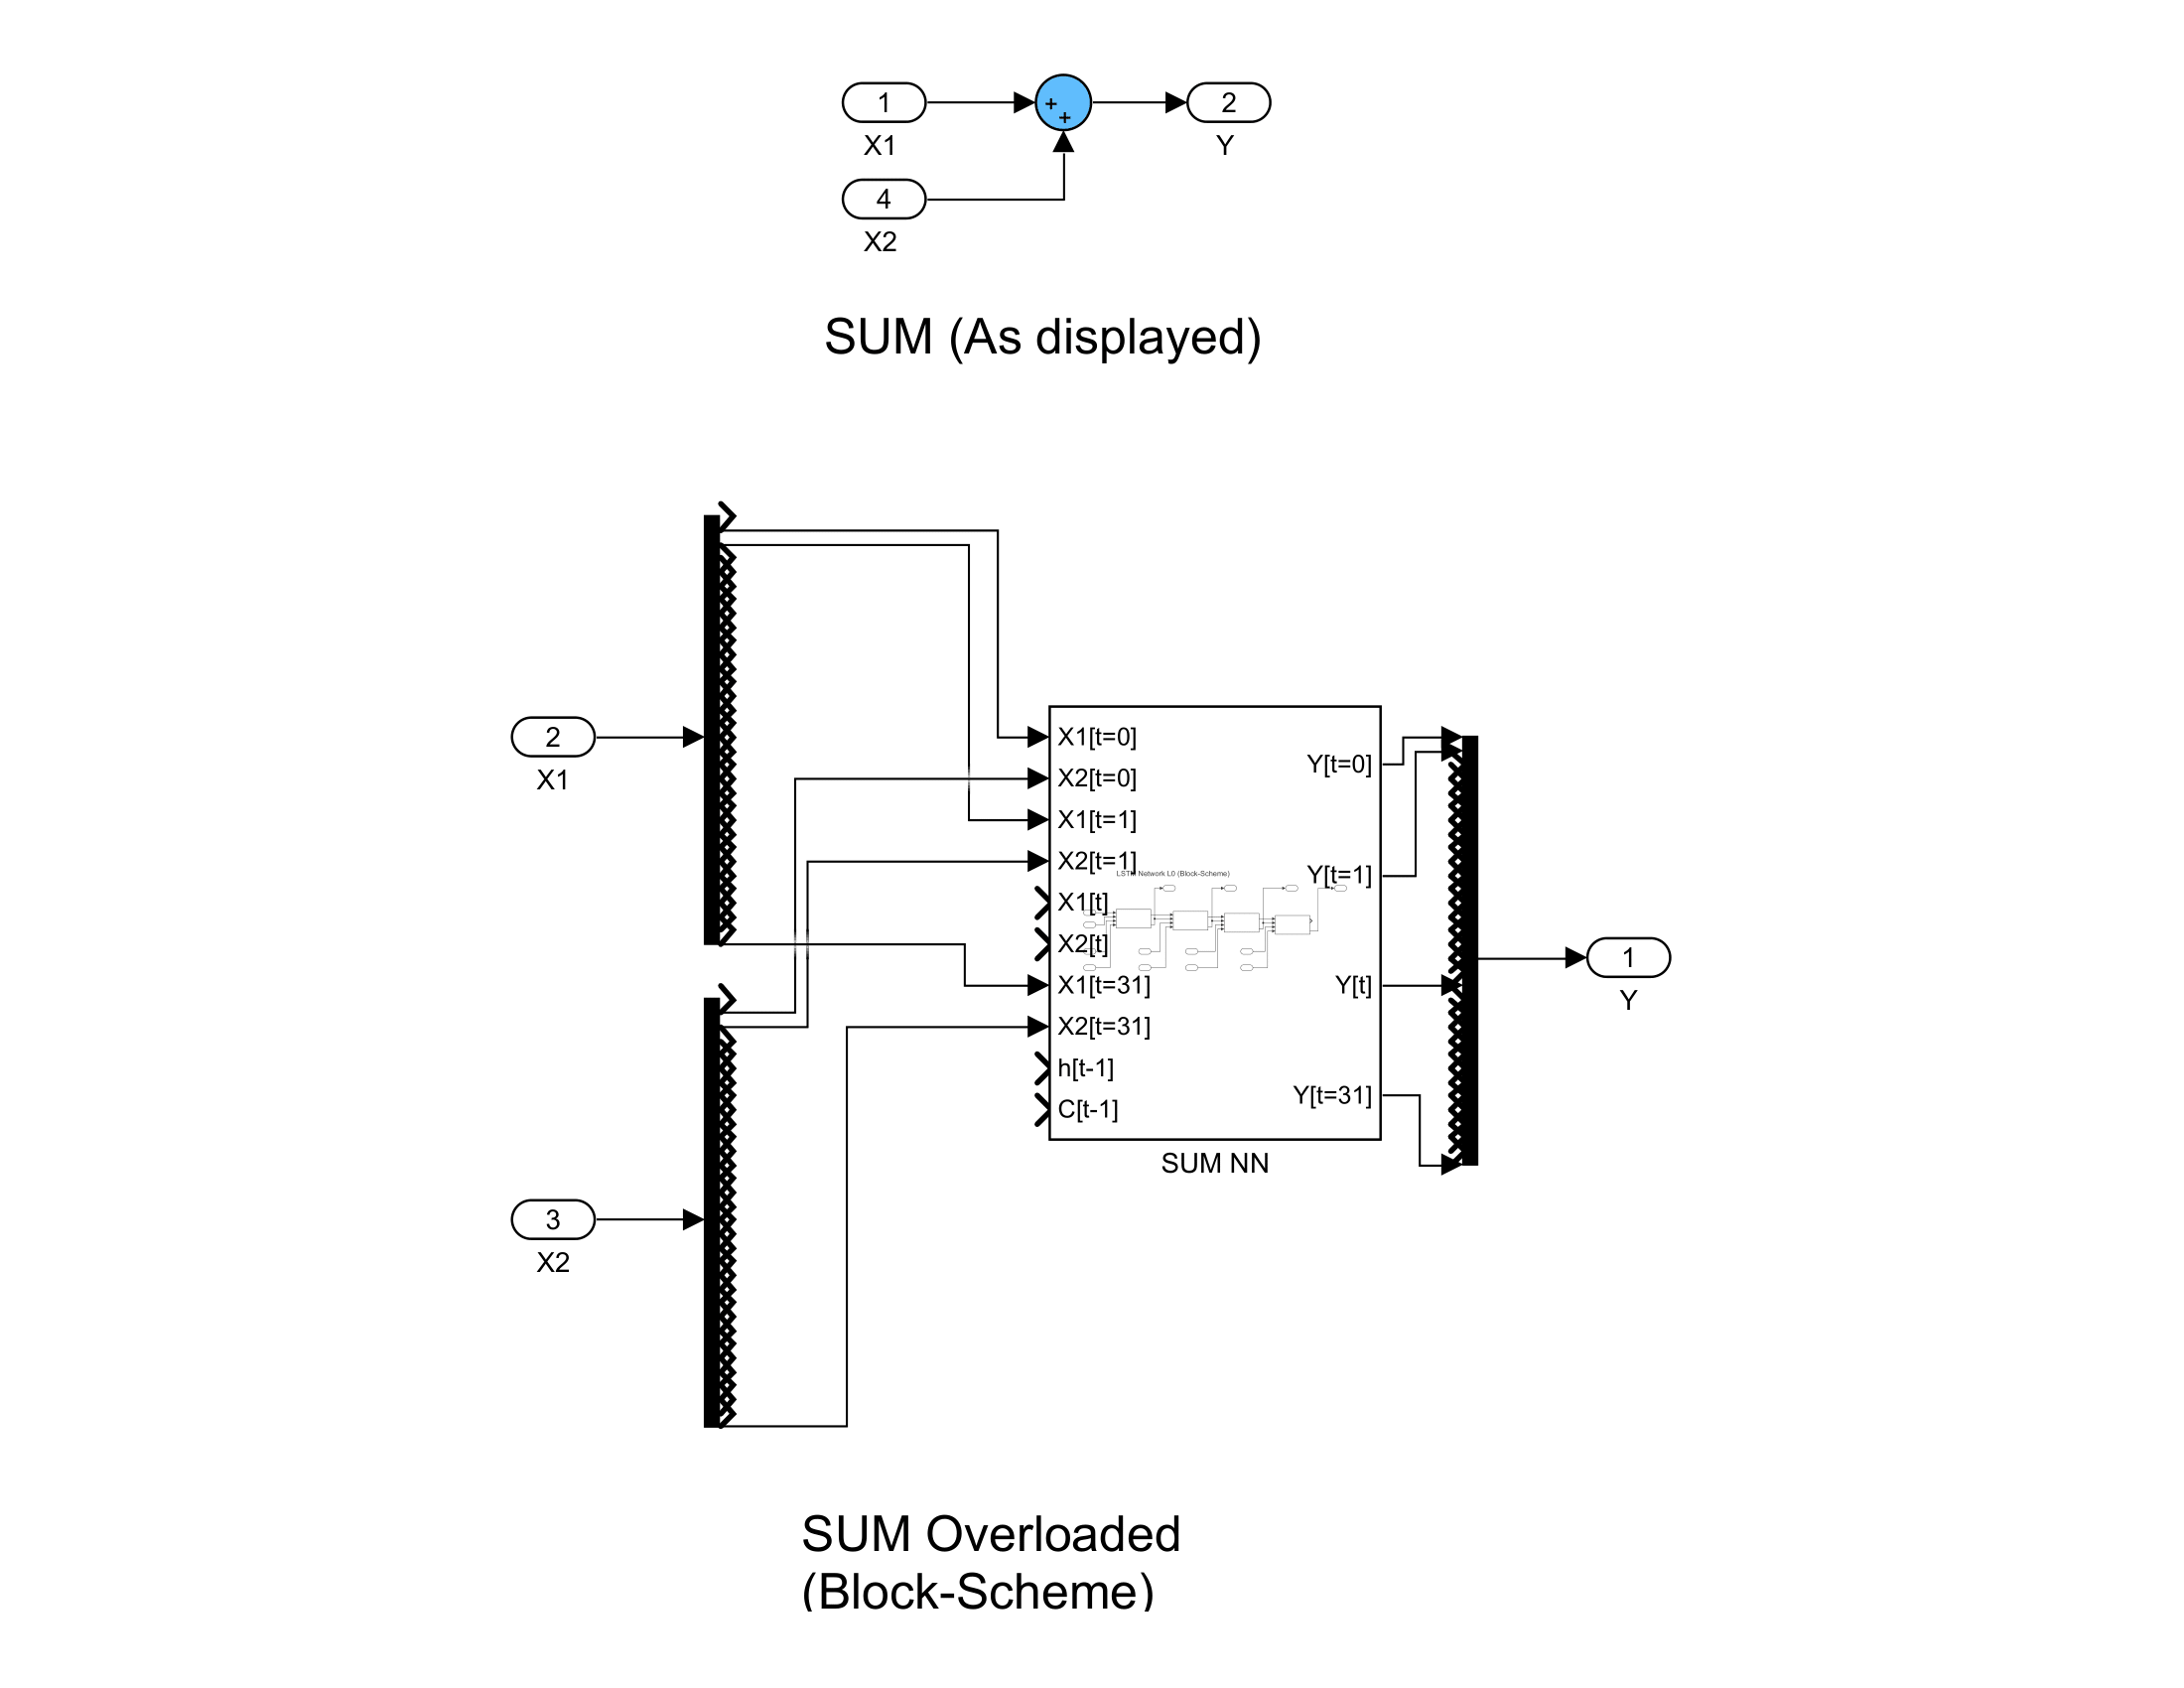 1
+
+
2
X1
Y
4
X2
SUM (As displayed)
2
X1
3
X2
X1[t=0]
X2[t=0]
X1[t=1]
X2[t=1]
X1[t]
X2[t]
X1[t=31]
X2[t=31]
h[t-1]
C[t-1]
LSTM Network L0 (Block-Scheme)
Y[t=0]
Y[t=1]
Y[t]
Y[t=31]
SUM NN
1
Y
SUM Overloaded
(Block-Scheme)